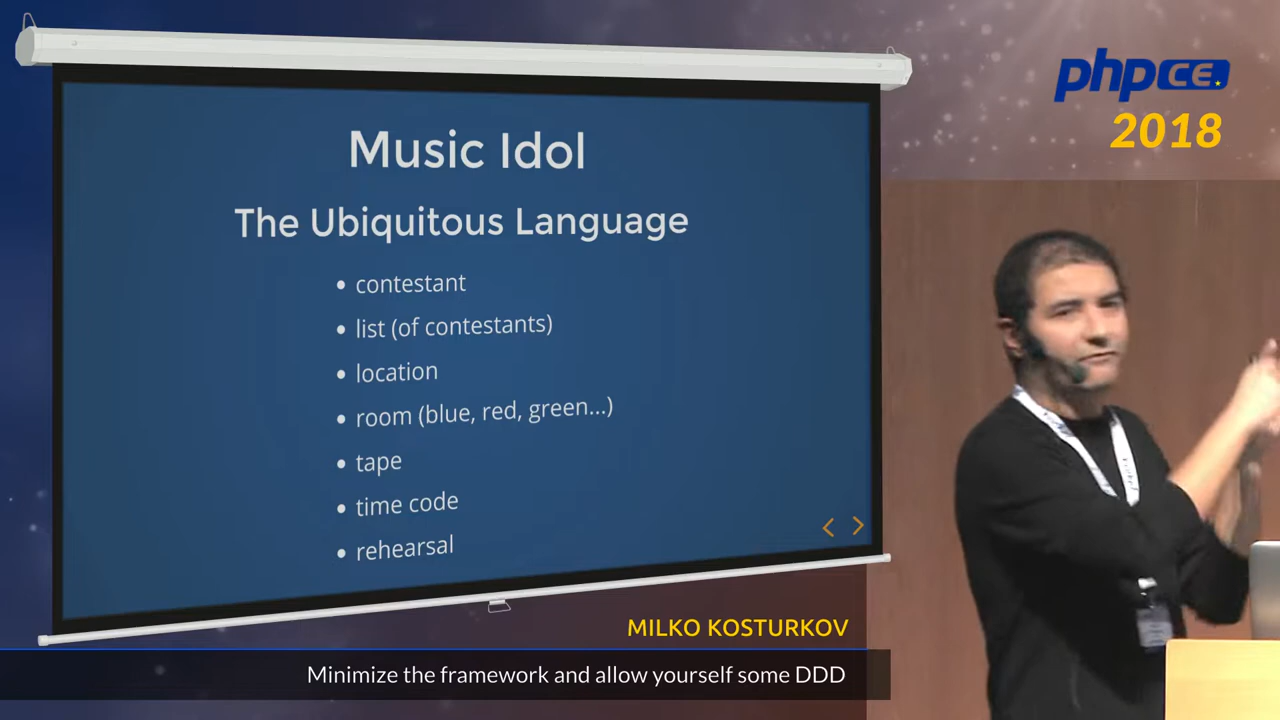 Music Idol
The Ubiquitous Language
• contestant
• list (of contestants)
• location
• room (blue, red, green...)
• tape
• time code
• rehearsal
< >
phpCE.
2018
MILKO KOSTURKOV
Minimize the framework and allow yourself some DDD